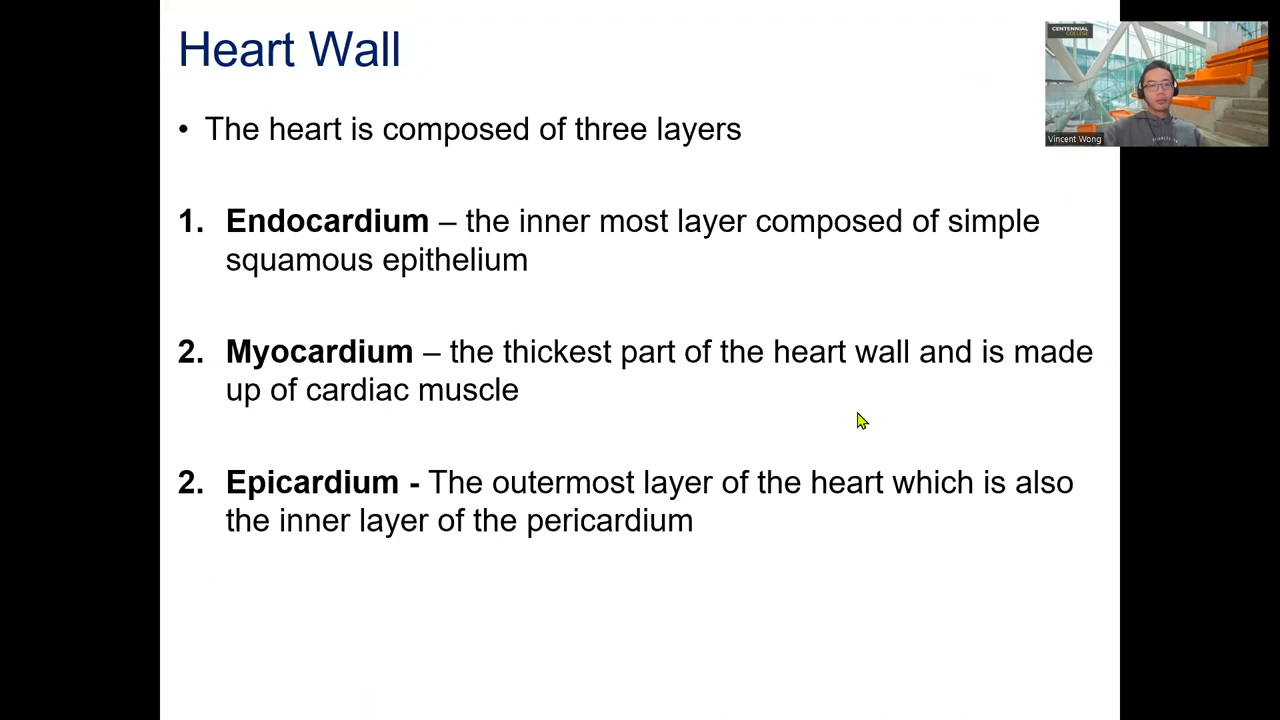 Heart Wall
• The heart is composed of three layers
1. Endocardium – the inner most layer composed of simple
squamous epithelium
2. Myocardium – the thickest part of the heart wall and is made
up of cardiac muscle
2. Epicardium - The outermost layer of the heart which is also
the inner layer of the pericardium
CENTENNIAL
COLLEGE
Vincent Wong